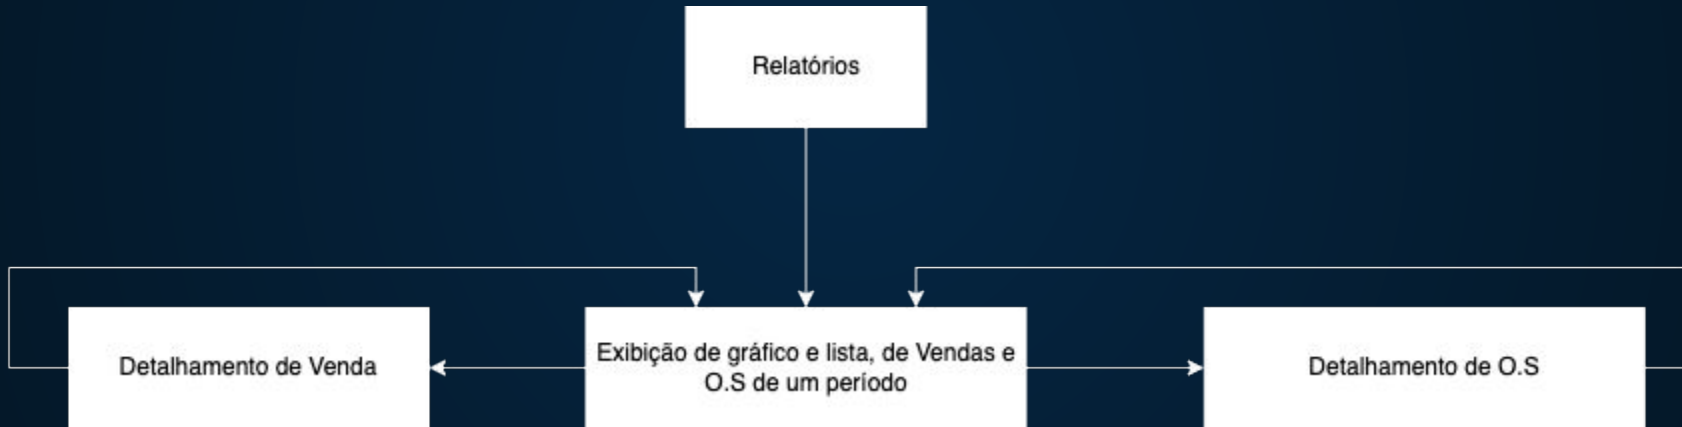 Relatórios
Detalhamento de Venda
Exibição de gráfico e lista, de Vendas e
O.S de um período
Detalhamento de O.S